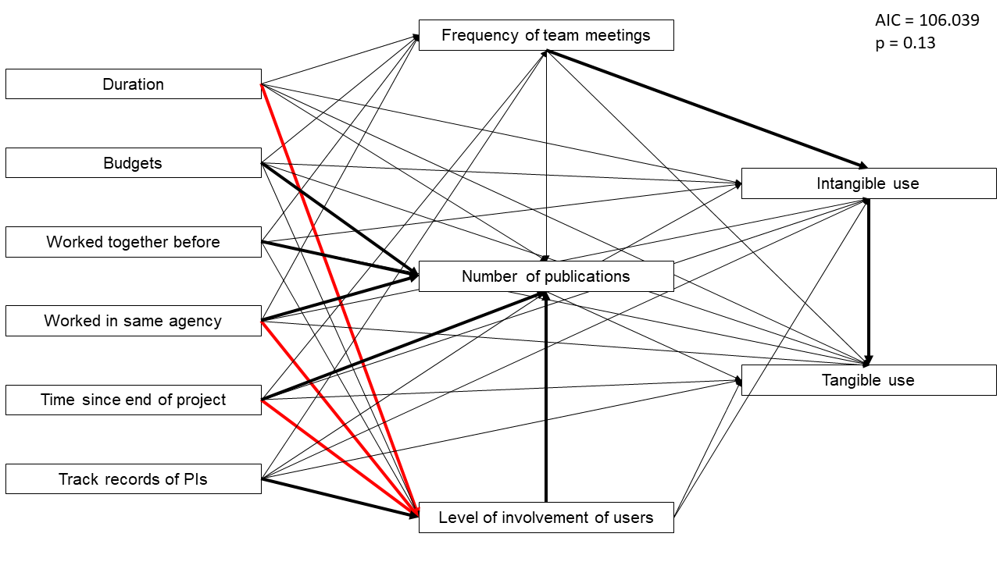 AIC = 106.039
p = 0.13
Frequency of team meetings
Duration
Budgets
Intangible use
Worked together before
Number of publications
Worked in same agency
Tangible use
Time since end of project
Track records of PIs
Level of involvement of users